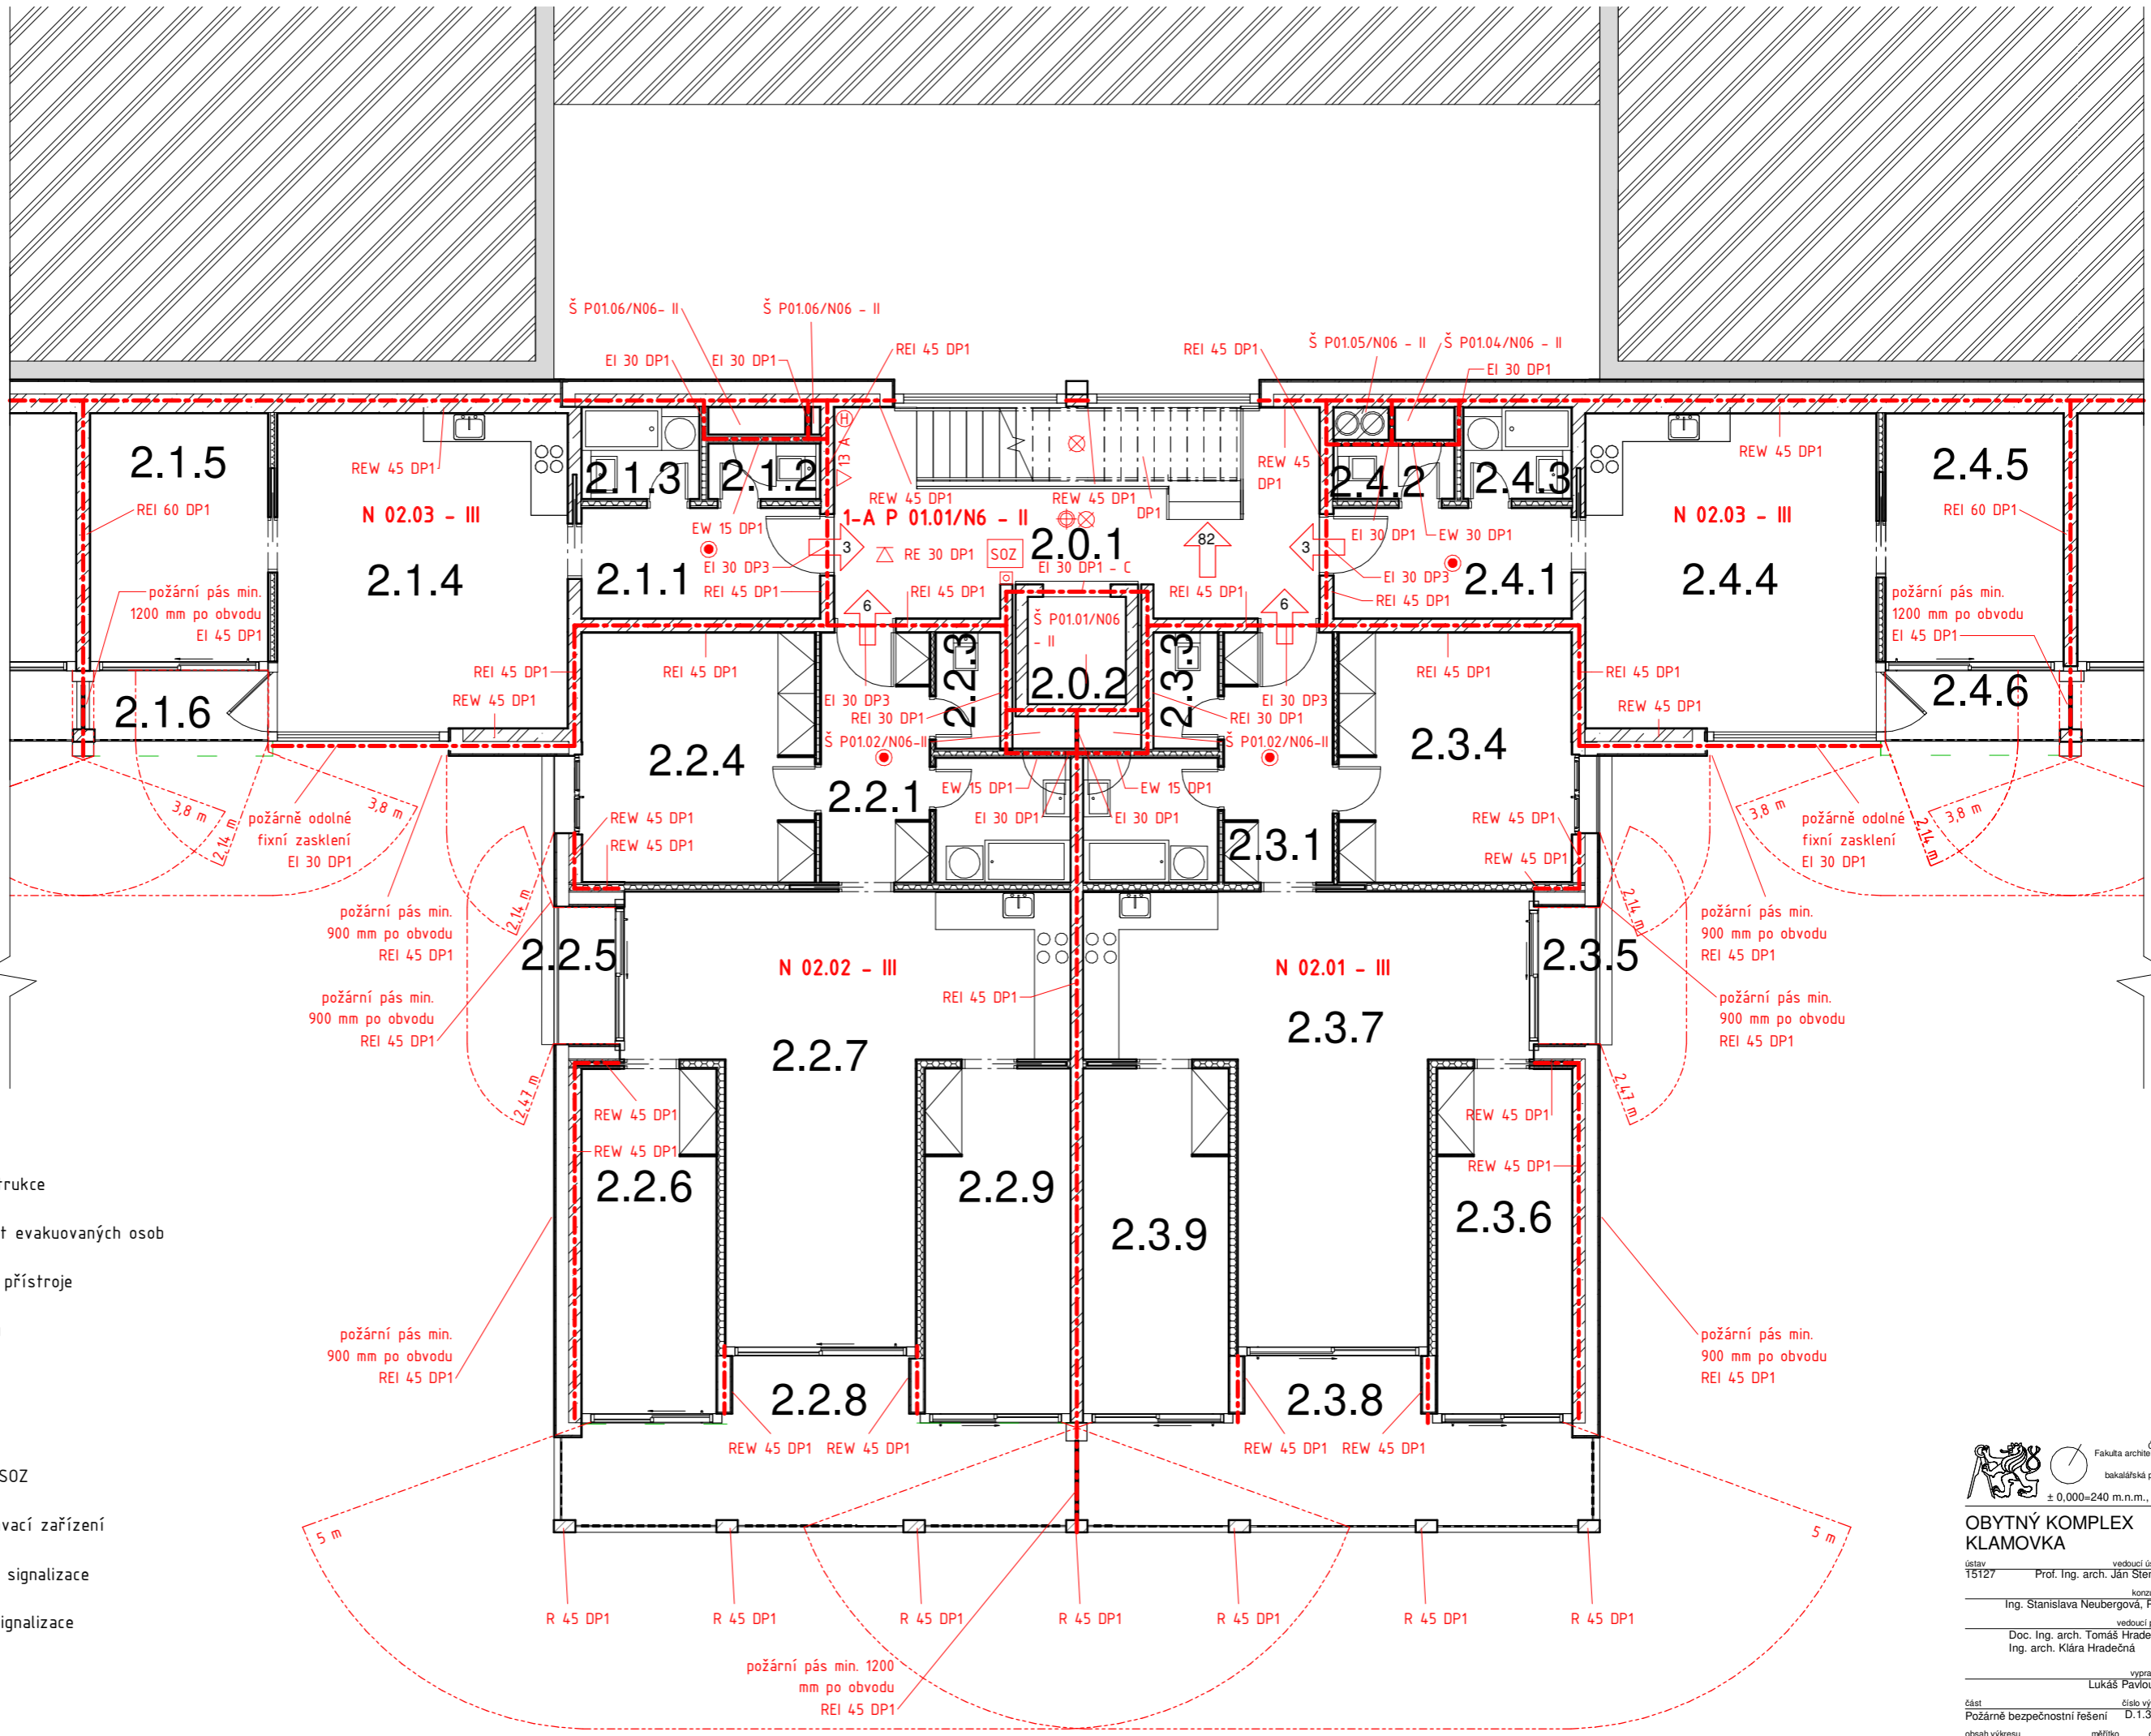 Š P01.06/N06- II
Š P01.06/N06 - II
EI 30 DP1
EI 30 DP1
REI 45 DP1
REI 45 DP1
Š P01.05/N06 - II
Š P01.04/N06 - II
EI 30 DP1
2.1.5
REW 45 DP1
2.1.3
2.1.2
H
13 A
REW 45 DP1
REW 45 DP1
DP1
REW 45
DP1
2.4.2
2.4.3
REW 45 DP1
2.4.5
REI 60 DP1
N 02.03 - III
EW 15 DP1
1-A P 01.01/N6 - II
N 02.03 - III
REI 60 DP1
2.1.4
2.1.1
EI 30 DP3
3
RE 30 DP1
SOZ
2.0.1
EI 30 DP1 - C
82
3
EI 30 DP1
EW 30 DP1
EI 30 DP3
2.4.1
2.4.4
REI 45 DP1
REI 45 DP1
REI 45 DP1
REI 45 DP1
požární pás min.
1200 mm po obvodu
EI 45 DP1
6
6
požární pás min.
1200 mm po obvodu
EI 45 DP1
Š P01.01/N06
- II
2.0.2
2.2.3
2.3.3
REI 45 DP1
REI 45 DP1
REI 45 DP1
REI 45 DP1
2.1.6
REW 45 DP1
EI 30 DP3
REI 30 DP1
Š P01.02/N06-II
EI 30 DP3
REI 30 DP1
Š P01.02/N06-II
REW 45 DP1
2.4.6
2.2.4
2.2.1
2.3.4
2.3.1
EW 15 DP1
EI 30 DP1
EW 15 DP1
EI 30 DP1
3,8 m
2,14 m
3,8 m
požárně odolné
fixní zasklení
EI 30 DP1
REW 45 DP1
REW 45 DP1
REW 45 DP1
REW 45 DP1
3,8 m
požárně odolné
fixní zasklení
EI 30 DP1
2,14 m
3,8 m
požární pás min.
900 mm po obvodu
REI 45 DP1
2,14 m
2,14 m
požární pás min.
900 mm po obvodu
REI 45 DP1
2.2.5
N 02.02 - III
REI 45 DP1
N 02.01 - III
2.3.5
požární pás min.
900 mm po obvodu
REI 45 DP1
požární pás min.
900 mm po obvodu
REI 45 DP1
2.2.7
2.3.7
2,47 m
2,47 m
REW 45 DP1
REW 45 DP1
REW 45 DP1
REW 45 DP1
2.2.6
2.2.9
2.3.9
2.3.6
rukce
t evakuovaných osob
přístroje
požární pás min.
900 mm po obvodu
REI 45 DP1
požární pás min.
900 mm po obvodu
REI 45 DP1
2.2.8
2.3.8
REW 45 DP1
REW 45 DP1
REW 45 DP1
REW 45 DP1
SOZ
vací zařízení
signalizace
ignalizace
5 m
5 m
R 45 DP1
R 45 DP1
R 45 DP1
R 45 DP1
R 45 DP1
R 45 DP1
R 45 DP1
požární pás min. 1200
mm po obvodu
REI 45 DP1
Fakulta archite
bakalářská p
± 0,000=240 m.n.m.,
OBYTNÝ KOMPLEX
KLAMOVKA
ústav
vedoucí ús
15127
Prof. Ing. arch. Ján Ster
konzu
Ing. Stanislava Neubergová, P
vedoucí p
Doc. Ing. arch. Tomáš Hrade
Ing. arch. Klára Hradečná
vypra
Lukáš Pavlou
část
číslo vý
Požárně bezpečnostní řešení
D.1.3
obsah výkresu
měřítko